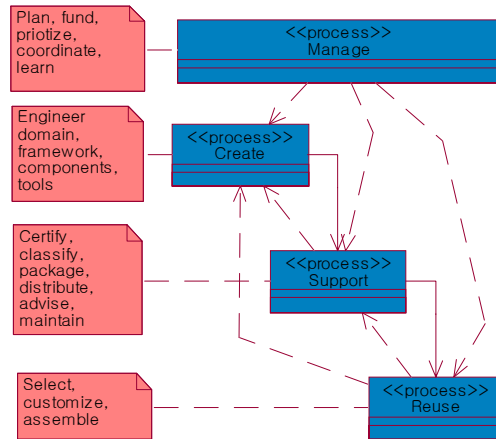 Plan, fund,
priotize,
coordinate,
learn
<<process>>
Manage
Engineer
domain,
framework,
components,
tools
<<process>>
Create
Certify,
classify,
package,
distribute,
advise,
maintain
<<process>>
Support
Select,
customize,
assemble
<<process>>
Reuse